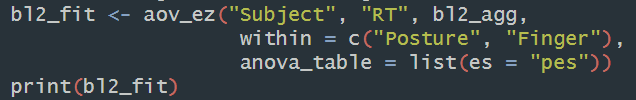 bl2_fit <- aov_ez("Subject", "RT", bl2_agg,
within = c("Posture", "Finger"),
anova_table = list(es = "pes"))
print(bl2_fit)